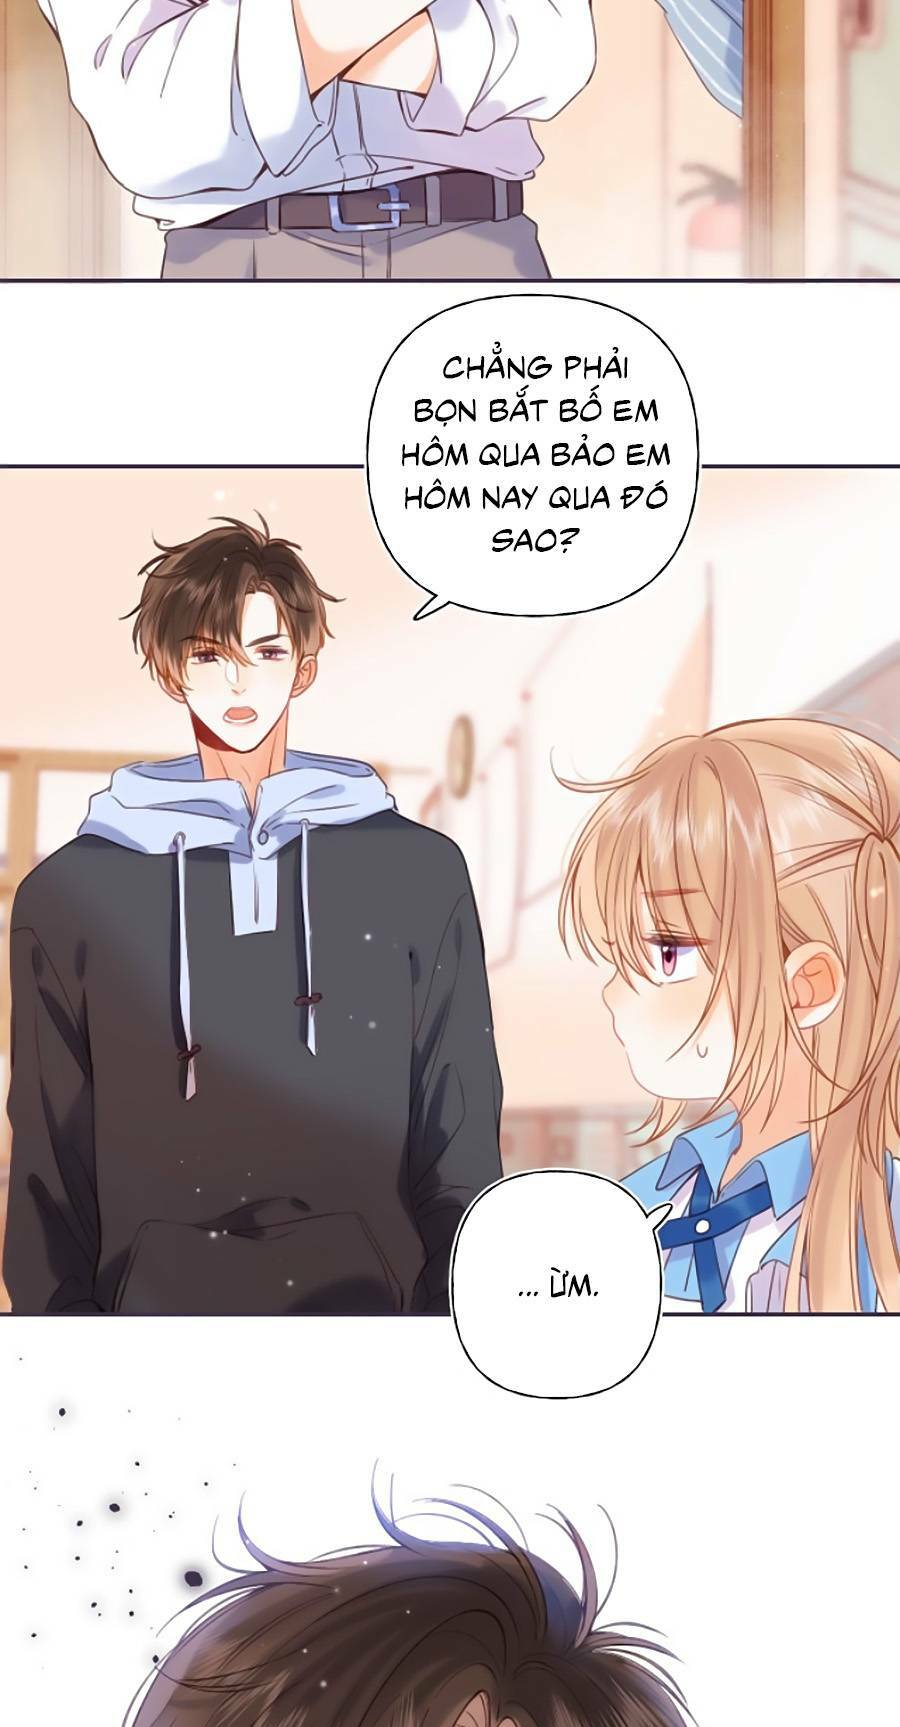 CHẲNG PHẢI
BỌN BẮT BỐ EM
HÔM QUA BẢO EM
HÔM NAY QUA ĐÓ
SAO?
... ỪM.